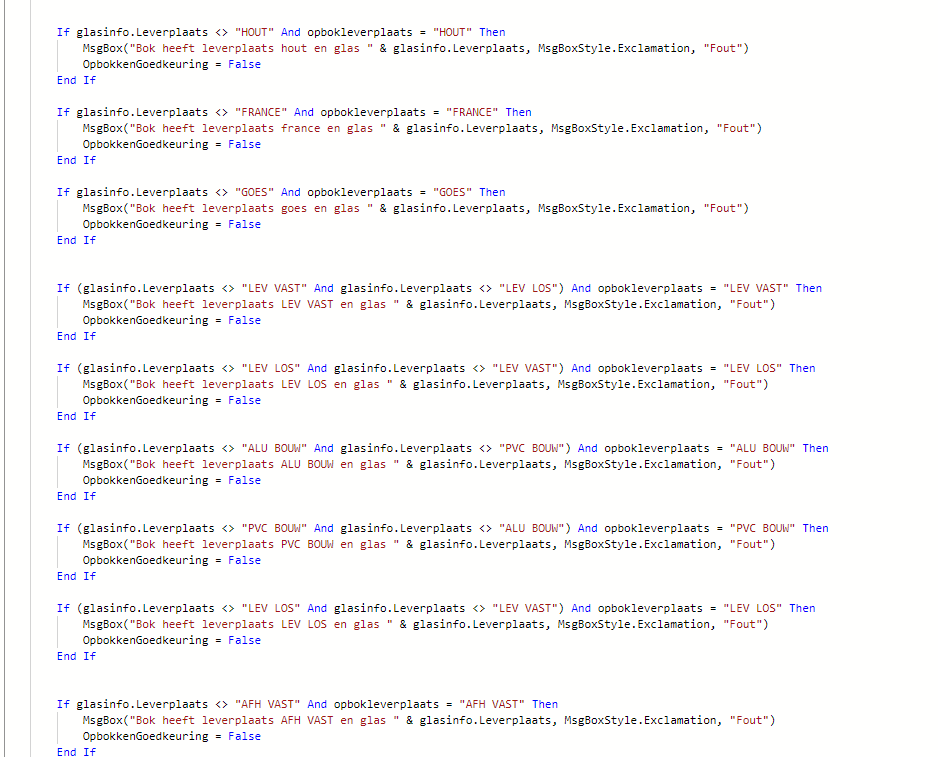 If glasinfo.Leverplaats <> "HOUT" And opbokleverplaats = "HOUT" Then
MsgBox("Bok heeft leverplaats hout en glas " & glasinfo.Leverplaats, MsgBoxStyle.Exclamation, "Fout")
OpbokkenGoedkeuring = False
End If
If glasinfo.Leverplaats <> "FRANCE" And opbokleverplaats = "FRANCE" Then
MsgBox("Bok heeft leverplaats france en glas " & glasinfo.Leverplaats, MsgBoxStyle.Exclamation, "Fout")
OpbokkenGoedkeuring = False
End If
If glasinfo.Leverplaats <> "GOES" And opbokleverplaats = "GOES" Then
MsgBox("Bok heeft leverplaats goes en glas " & glasinfo.Leverplaats, MsgBoxStyle.Exclamation, "Fout")
OpbokkenGoedkeuring = False
End If
If (glasinfo.Leverplaats <> "LEV VAST" And glasinfo.Leverplaats <> "LEV LOS") And opbokleverplaats = "LEV VAST" Then
MsgBox("Bok heeft leverplaats LEV VAST en glas " & glasinfo.Leverplaats, MsgBoxStyle.Exclamation, "Fout")
OpbokkenGoedkeuring = False
End If
If (glasinfo.Leverplaats <> "LEV LOS" And glasinfo.Leverplaats <> "LEV VAST") And opbokleverplaats = "LEV LOS" Then
MsgBox("Bok heeft leverplaats LEV LOS en glas " & glasinfo.Leverplaats, MsgBoxStyle.Exclamation, "Fout")
OpbokkenGoedkeuring = False
End If
If (glasinfo.Leverplaats <> "ALU BOUW" And glasinfo.Leverplaats <> "PVC BOUW") And opbokleverplaats = "ALU BOUW" Then
MsgBox("Bok heeft leverplaats ALU BOUW en glas " & glasinfo.Leverplaats, MsgBoxStyle.Exclamation, "Fout")
OpbokkenGoedkeuring = False
End If
If (glasinfo.Leverplaats <> "PVC BOUW" And glasinfo.Leverplaats <> "ALU BOUW") And opbokleverplaats = "PVC BOUW" Then
MsgBox("Bok heeft leverplaats PVC BOUW en glas " & glasinfo.Leverplaats, MsgBoxStyle.Exclamation, "Fout")
OpbokkenGoedkeuring = False
End If
If (glasinfo.Leverplaats <> "LEV LOS" And glasinfo.Leverplaats <> "LEV VAST") And opbokleverplaats = "LEV LOS" Then
MsgBox("Bok heeft leverplaats LEV LOS en glas " & glasinfo.Leverplaats, MsgBoxStyle.Exclamation, "Fout")
OpbokkenGoedkeuring = False
End If
If glasinfo.Leverplaats <> "AFH VAST" And opbokleverplaats = "AFH VAST" Then
MsgBox("Bok heeft leverplaats AFH VAST en glas " & glasinfo.Leverplaats, MsgBoxStyle.Exclamation, "Fout")
OpbokkenGoedkeuring = False
End If